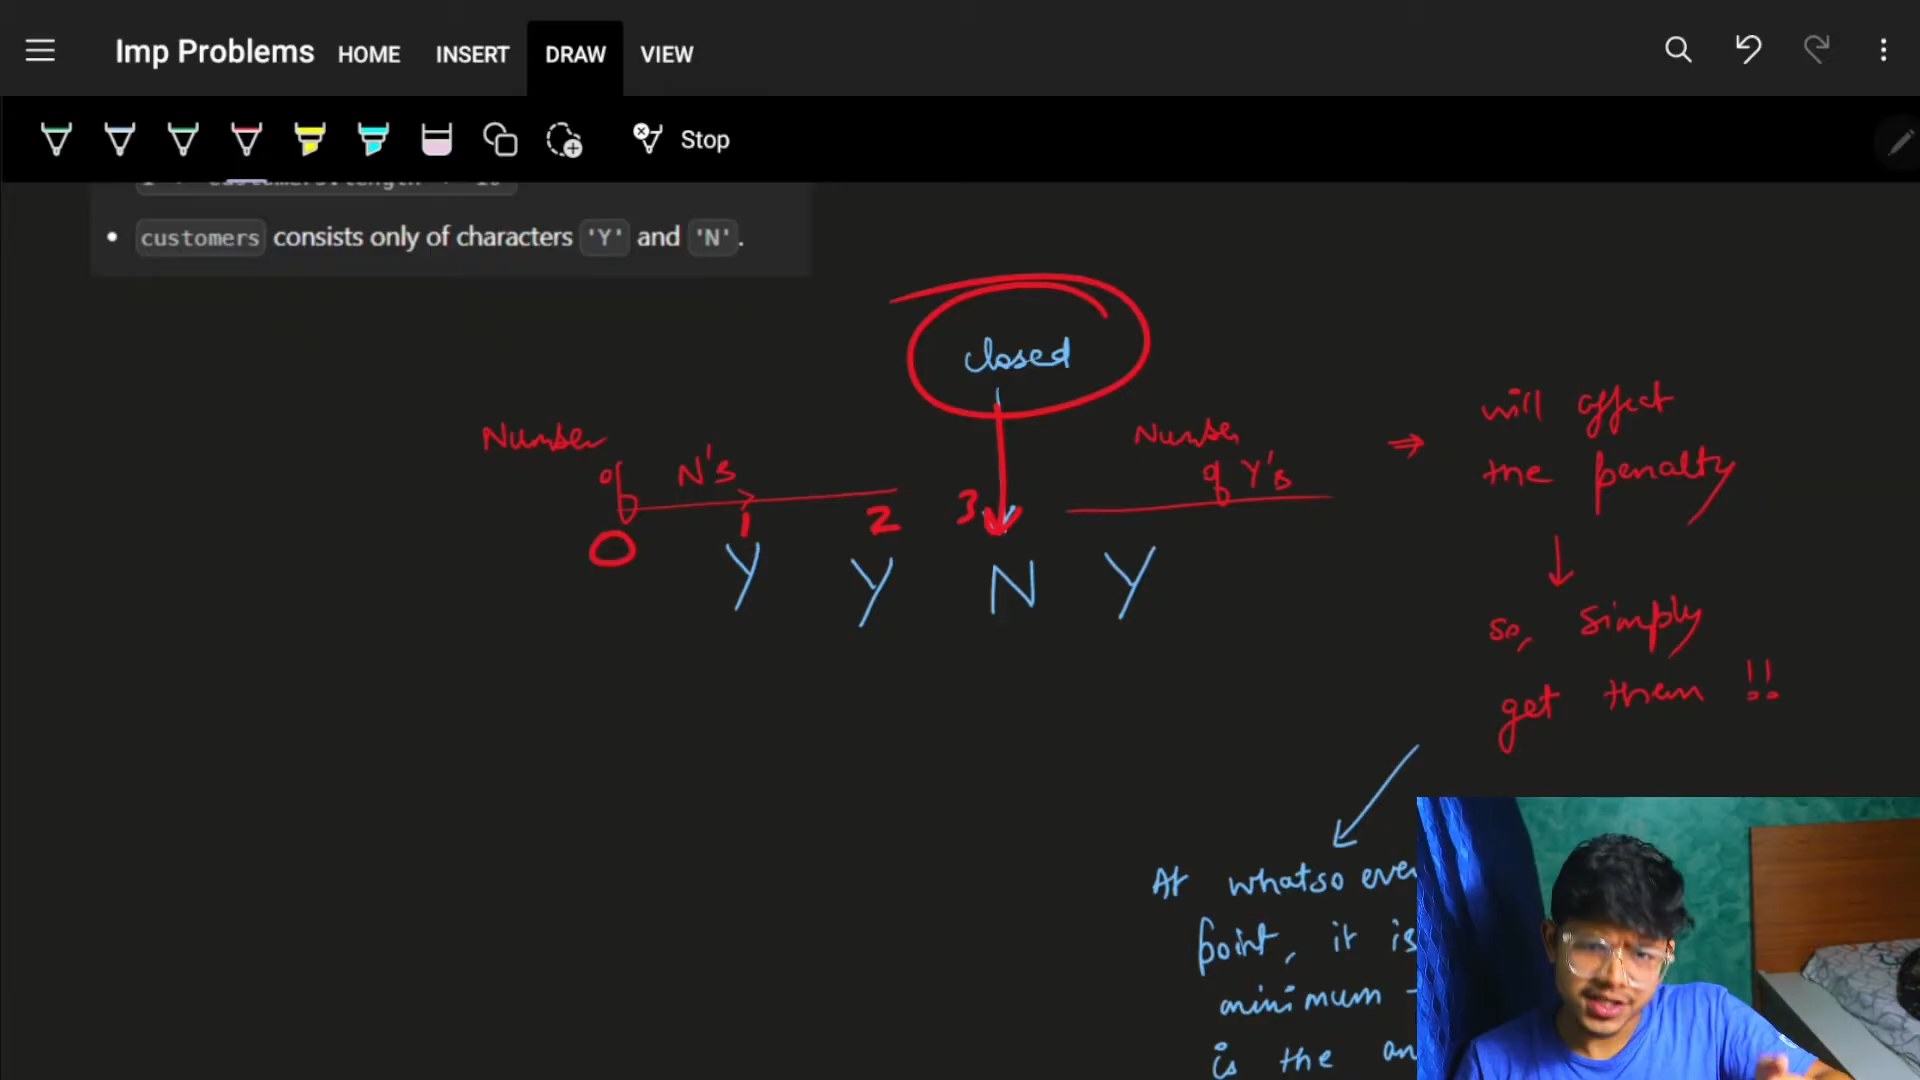 Imp Problems HOME INSERT DRAW VIEW
Stop
customers consists only of characters 'Y' and 'N'.
closed
Number of N's
Number of Y's
⇒ will affect the penalty
0 1 2 3
Y Y N Y
↓
so, simply
get them !!
At whatso eve
point, it is
minimum -
is the an